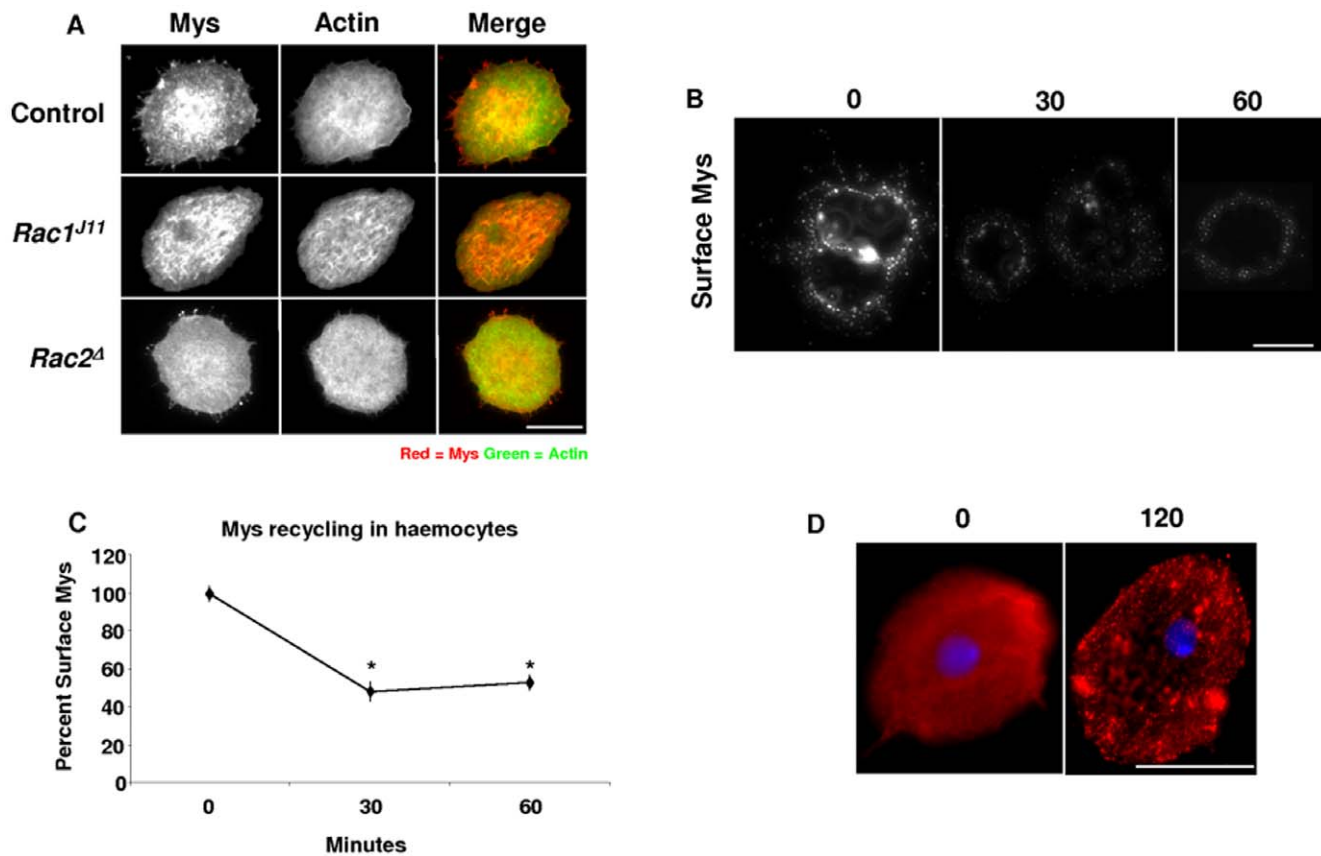 A
Mys Actin Merge
Control
Rac1J11
Rac2Δ
Red = Mys Green = Actin
B
0 30 60
Surface Mys
C
Mys recycling in haemocytes
Percent Surface Mys
120
100
80
60
40
20
0
* *
0 30 60
Minutes
D
0 120